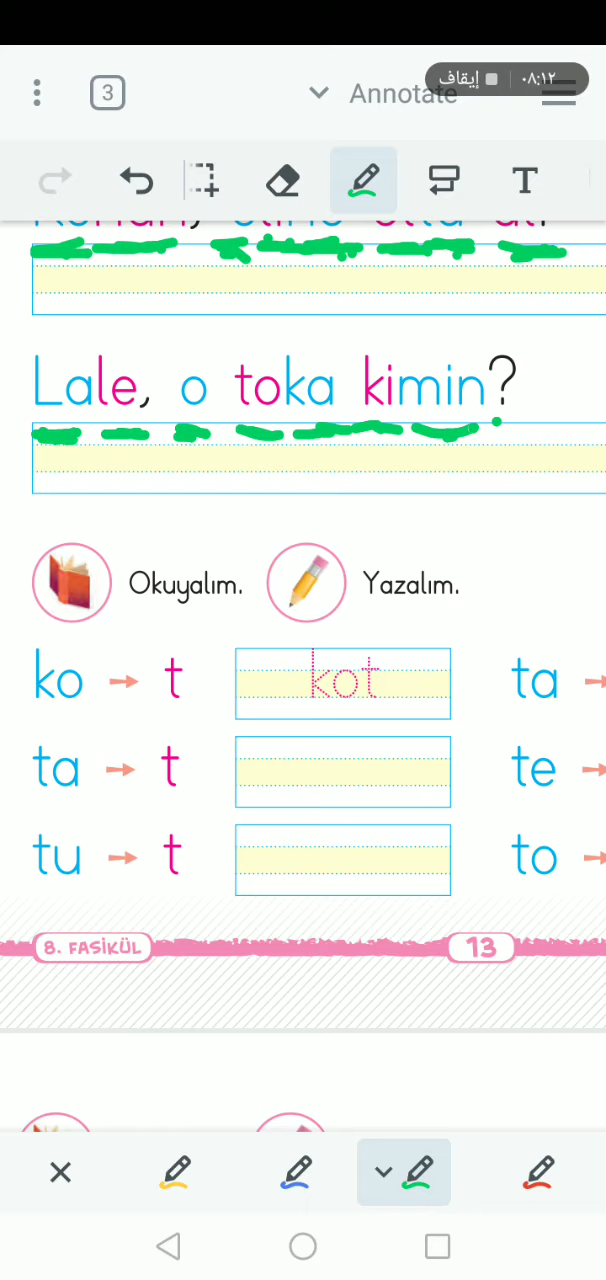 إيقاف ٠٨:١٢
3 Annotate
T
Lale, o toka kimin?
Okuyalım. Yazalım.
ko → t kot ta →
ta → t te →
tu → t to →
8. FASİKÜL 13